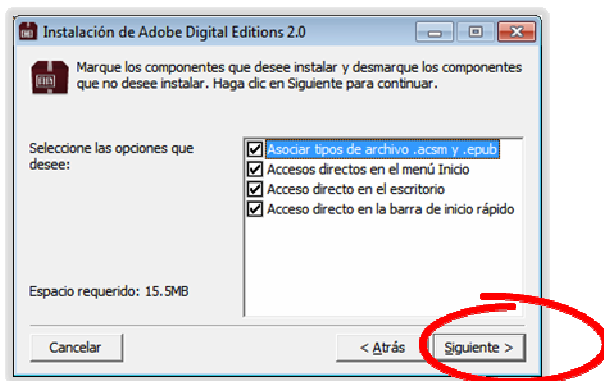 Instalación de Adobe Digital Editions 2.0
Marque los componentes que desee instalar y desmarque los componentes
que no desee instalar. Haga clic en Siguiente para continuar.
Seleccione las opciones que
desee:
Asociar tipos de archivo .acsm y .epub
Accesos directos en el menú Inicio
Acceso directo en el escritorio
Acceso directo en la barra de inicio rápido
Espacio requerido: 15.5MB
Cancelar
< Atrás
Siguiente >